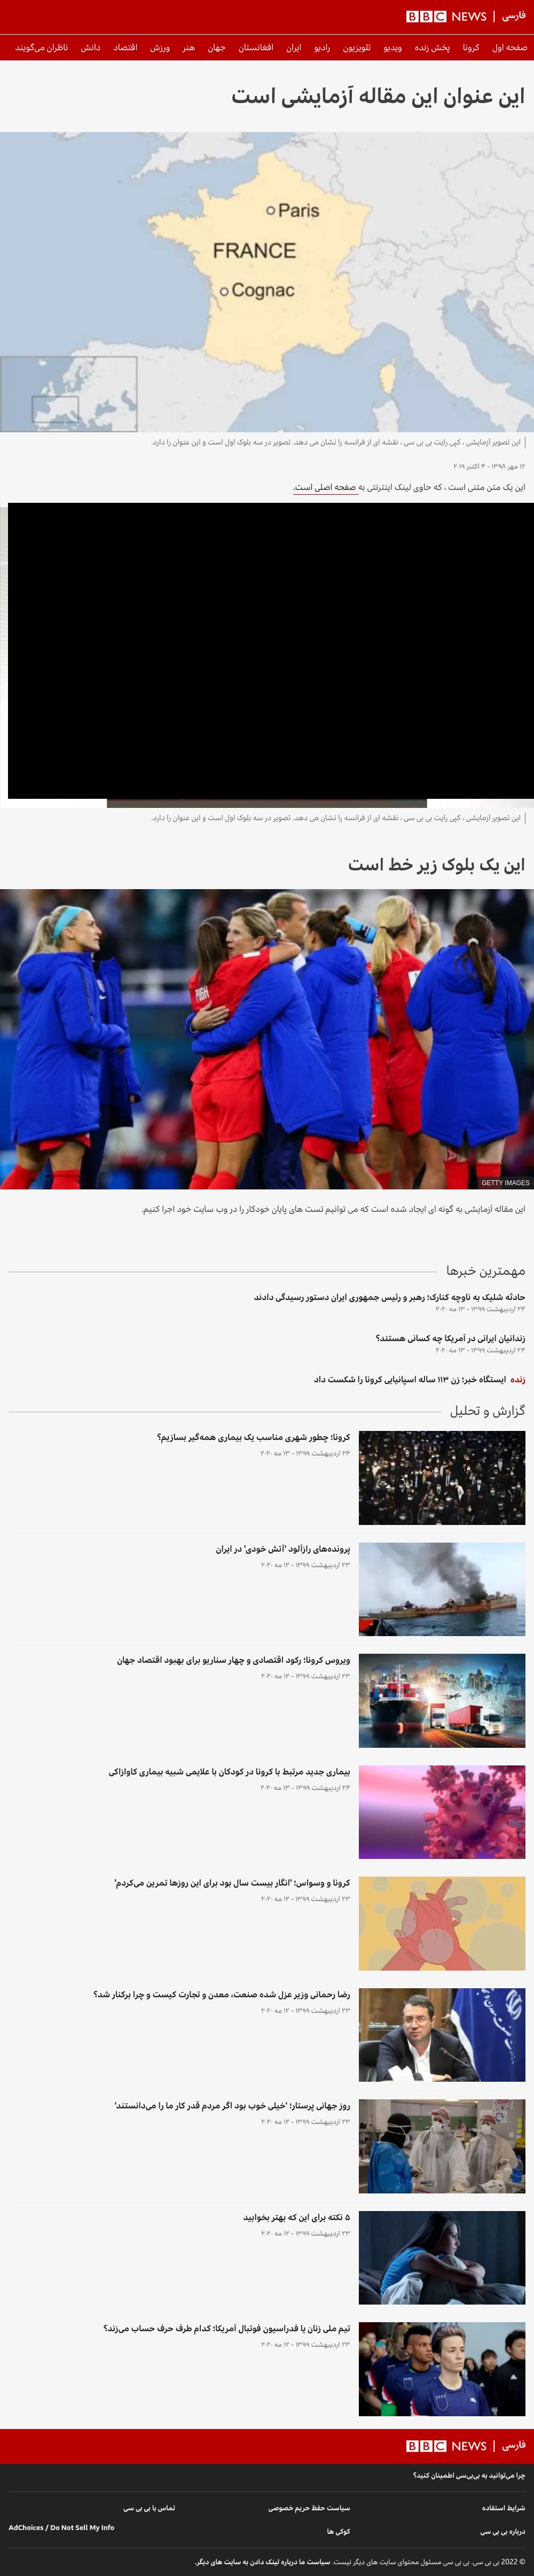 BBC NEWS | فارسی
صفحه اول
کرونا
پخش زنده
ویدیو
تلویزیون
رادیو
ایران
افغانستان
جهان
هنر
ورزش
اقتصاد
دانش
ناظران می‌گویند
این عنوان این مقاله آزمایشی است
Paris
FRANCE
Cognac
این تصویر آزمایشی ، کپی رایت بی بی سی ، نقشه ای از فرانسه را نشان می دهد. تصویر در سه بلوک اول است و این عنوان را دارد.
۱۲ مهر ۱۳۹۸ - ۴ اکتبر ۲۰۱۹
این یک متن متنی است ، که حاوی لینک اینترنتی به صفحه اصلی است.
این تصویر آزمایشی ، کپی رایت بی بی سی ، نقشه ای از فرانسه را نشان می دهد. تصویر در سه بلوک اول است و این عنوان را دارد.
این یک بلوک زیر خط است
PUGH
GETTY IMAGES
این مقاله آزمایشی به گونه ای ایجاد شده است که می توانیم تست های پایان خودکار را در وب سایت خود اجرا کنیم.
مهمترین خبرها
حادثه شلیک به ناوچه کنارک؛ رهبر و رئیس جمهوری ایران دستور رسیدگی دادند
۲۴ اردیبهشت ۱۳۹۹ - ۱۳ مه ۲۰۲۰
زندانیان ایرانی در آمریکا چه کسانی هستند؟
۲۴ اردیبهشت ۱۳۹۹ - ۱۳ مه ۲۰۲۰
زنده ایستگاه خبر؛ زن ۱۱۳ ساله اسپانیایی کرونا را شکست داد
گزارش و تحلیل
کرونا؛ چطور شهری مناسب یک بیماری همه‌گیر بسازیم؟
۲۴ اردیبهشت ۱۳۹۹ - ۱۳ مه ۲۰۲۰
پرونده‌های رازآلود 'آتش خودی' در ایران
۲۳ اردیبهشت ۱۳۹۹ - ۱۲ مه ۲۰۲۰
ویروس کرونا؛ رکود اقتصادی و چهار سناریو برای بهبود اقتصاد جهان
۲۳ اردیبهشت ۱۳۹۹ - ۱۲ مه ۲۰۲۰
بیماری جدید مرتبط با کرونا در کودکان با علایمی شبیه بیماری کاوازاکی
۲۴ اردیبهشت ۱۳۹۹ - ۱۳ مه ۲۰۲۰
کرونا و وسواس؛ 'انگار بیست سال بود برای این روزها تمرین می‌کردم'
۲۳ اردیبهشت ۱۳۹۹ - ۱۲ مه ۲۰۲۰
رضا رحمانی وزیر عزل شده صنعت، معدن و تجارت کیست و چرا برکنار شد؟
۲۳ اردیبهشت ۱۳۹۹ - ۱۲ مه ۲۰۲۰
روز جهانی پرستار؛ 'خیلی خوب بود اگر مردم قدر کار ما را می‌دانستند'
۲۳ اردیبهشت ۱۳۹۹ - ۱۲ مه ۲۰۲۰
۵ نکته برای این که بهتر بخوابید
۲۳ اردیبهشت ۱۳۹۹ - ۱۲ مه ۲۰۲۰
تیم ملی زنان یا فدراسیون فوتبال آمریکا؛ کدام طرف حرف حساب می‌زند؟
۲۳ اردیبهشت ۱۳۹۹ - ۱۲ مه ۲۰۲۰
BBC NEWS | فارسی
چرا می‌توانید به بی‌بی‌سی اطمینان کنید؟
شرایط استفاده
سیاست حفظ حریم خصوصی
تماس با بی بی سی
درباره بی بی سی
کوکی ها
AdChoices / Do Not Sell My Info
© 2022 بی بی سی. بی بی سی مسئول محتوای سایت های دیگر نیست. سیاست ما درباره لینک دادن به سایت های دیگر.